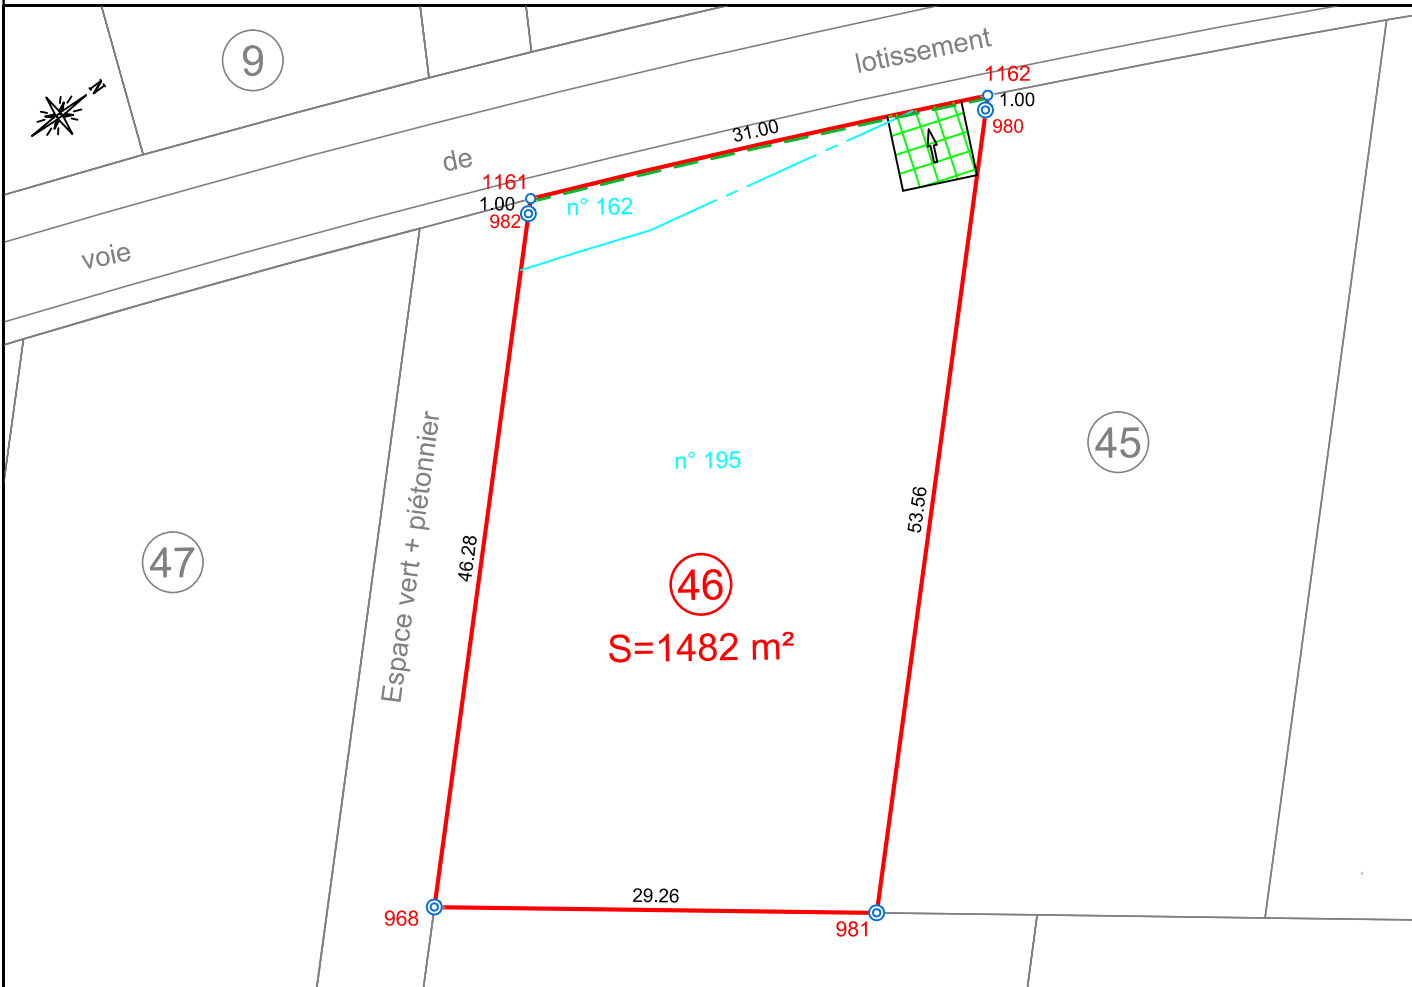 9
N
lotissement
1162
1.00
980
31.00
de
1161
1.00
982
n° 162
voie
Espace vert + piétonnier
n° 195
45
53.56
46.28
47
46
S=1482 m²
29.26
968
981